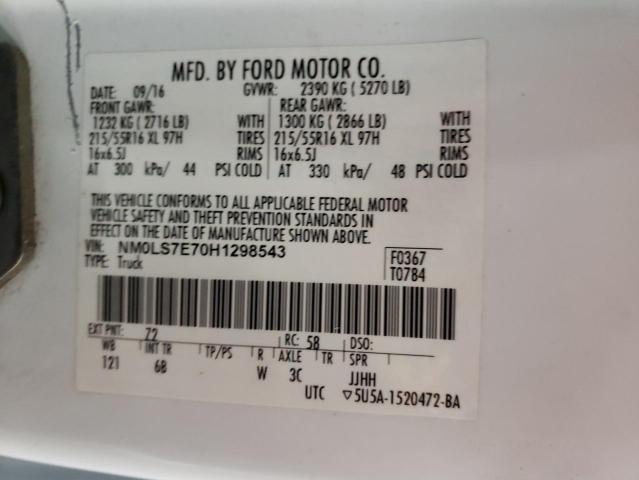 MFD. BY FORD MOTOR CO.
DATE: 09/16 GVWR: 2390 KG ( 5270 LB)
FRONT GAWR: REAR GAWR:
1232 KG ( 2716 LB) WITH 1300 KG ( 2866 LB) WITH
215/55R16 XL 97H TIRES 215/55R16 XL 97H TIRES
16x6.5J RIMS 16x6.5J RIMS
AT 300 kPa/ 44 PSI COLD AT 330 kPa/ 48 PSI COLD
THIS VEHICLE CONFORMS TO ALL APPLICABLE FEDERAL MOTOR
VEHICLE SAFETY AND THEFT PREVENTION STANDARDS IN
EFFECT ON THE DATE OF MANUFACTURE SHOWN ABOVE.
VIN: NM0LS7E70H1298543 F0367
TYPE: Truck T0784
EXT PNT: Z2 RC: 58 DSO:
WB INT TR TP/PS R AXLE TR SPR
121 6B W 3C JJHH
UTC ▽5U5A-1520472-BA